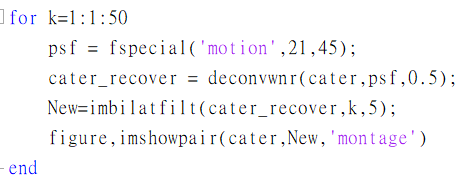 for k=1:1:50
psf = fspecial('motion',21,45);
cater_recover = deconvwnr(cater,psf,0.5);
New=imbilatfilt(cater_recover,k,5);
figure,imshowpair(cater,New,'montage')
end